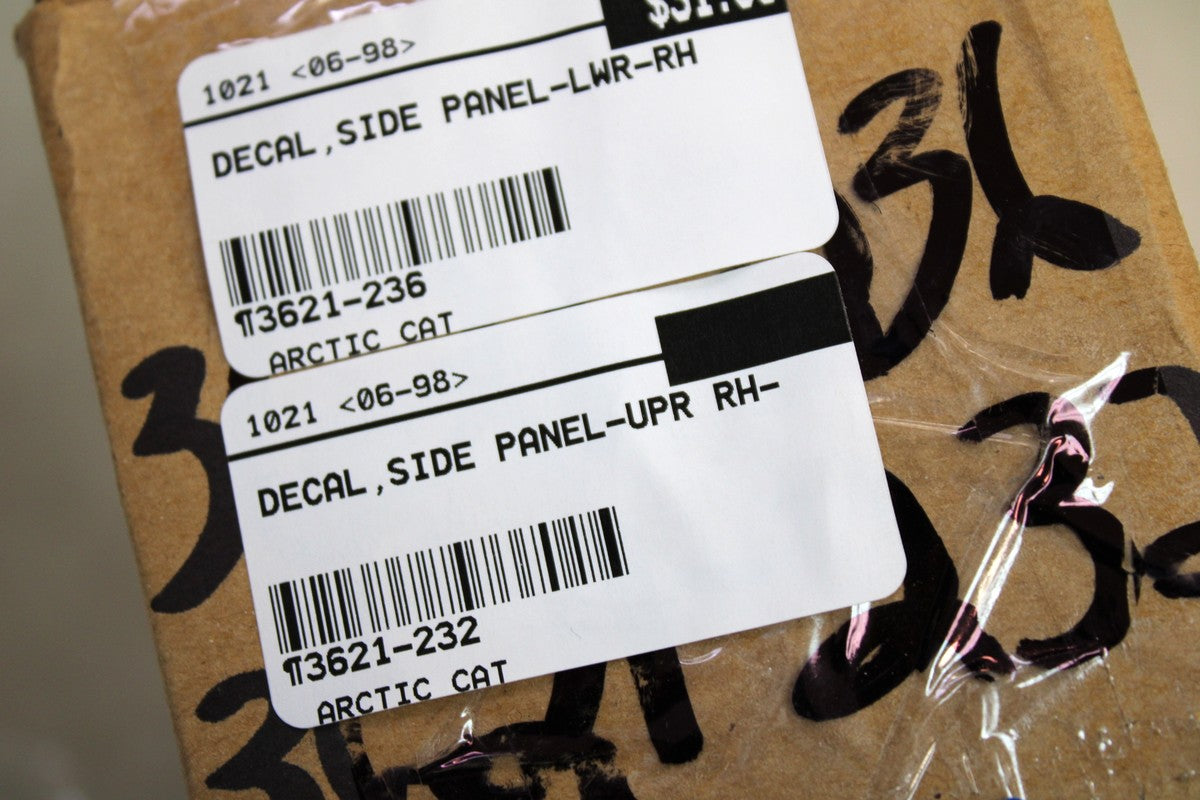 1021 <06-98>
DECAL,SIDE PANEL-LWR-RH
¶3621-236
ARCTIC CAT
1021 <06-98>
DECAL,SIDE PANEL-UPR RH-
¶3621-232
ARCTIC CAT